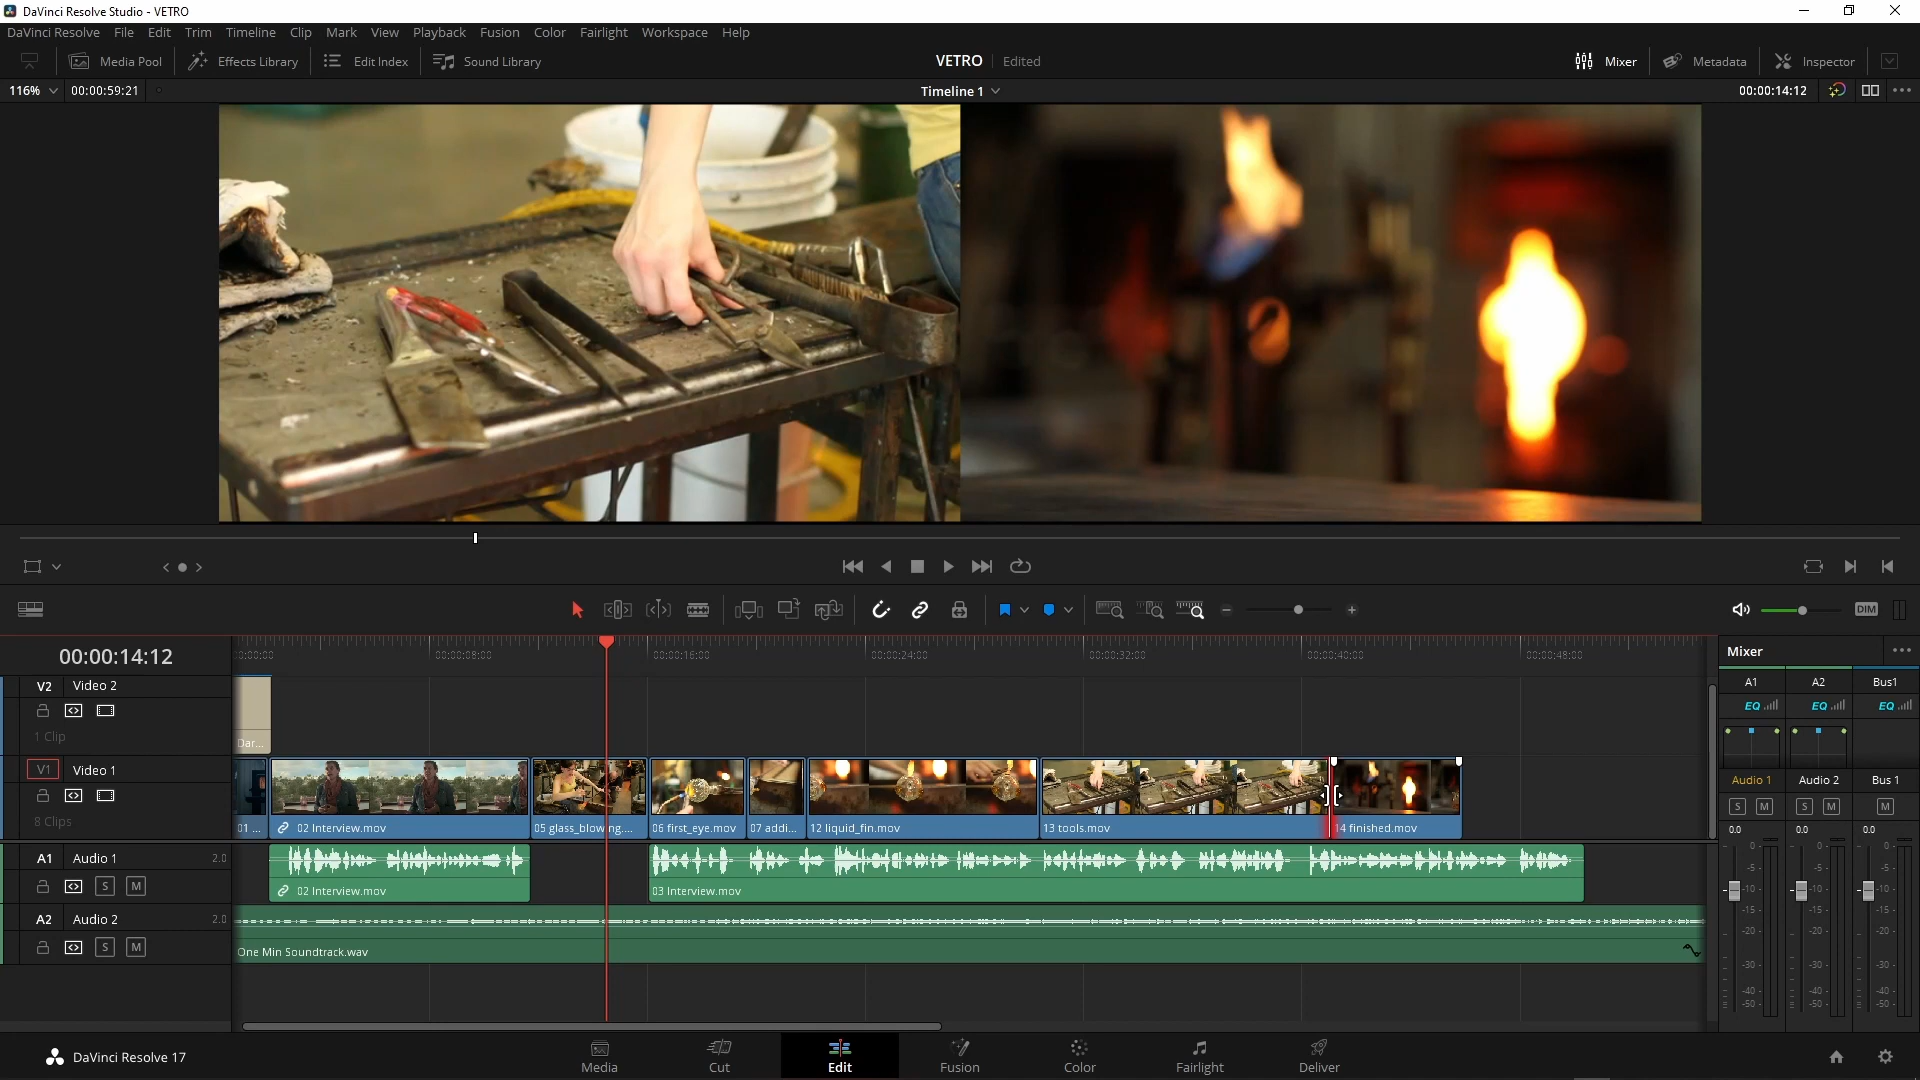 DaVinci Resolve Studio - VETRO
DaVinci Resolve File Edit Trim Timeline Clip Mark View Playback Fusion Color Fairlight Workspace Help
Media Pool Effects Library Edit Index Sound Library VETRO Edited Mixer Metadata Inspector
116% 00:00:59:21 Timeline 1 00:00:14:12
DIM
00:00:14:12 :00:00 00:00:08:00 00:00:16:00 00:00:24:00 00:00:32:00 00:00:40:00 00:00:48:00 Mixer
V2 Video 2 A1 A2 Bus1
EQ EQ EQ
1 Clip Dar...
V1 Video 1 Audio 1 Audio 2 Bus 1
S M S M M
8 Clips 01 ... 02 Interview.mov 05 glass_blowing.... 06 first_eye.mov 07 addi... 12 liquid_fin.mov 13 tools.mov 14 finished.mov 0.0 0.0 0.0
A1 Audio 1 2.0
S M 02 Interview.mov 03 Interview.mov
A2 Audio 2 2.0
S M One Min Soundtrack.wav
0- 0- 0-
-5- -5- -5-
-10- -10- -10-
-15- -15- -15-
-20- -20- -20-
-30- -30- -30-
-40- -40- -40-
-50- -50- -50-
DaVinci Resolve 17 Media Cut Edit Fusion Color Fairlight Deliver